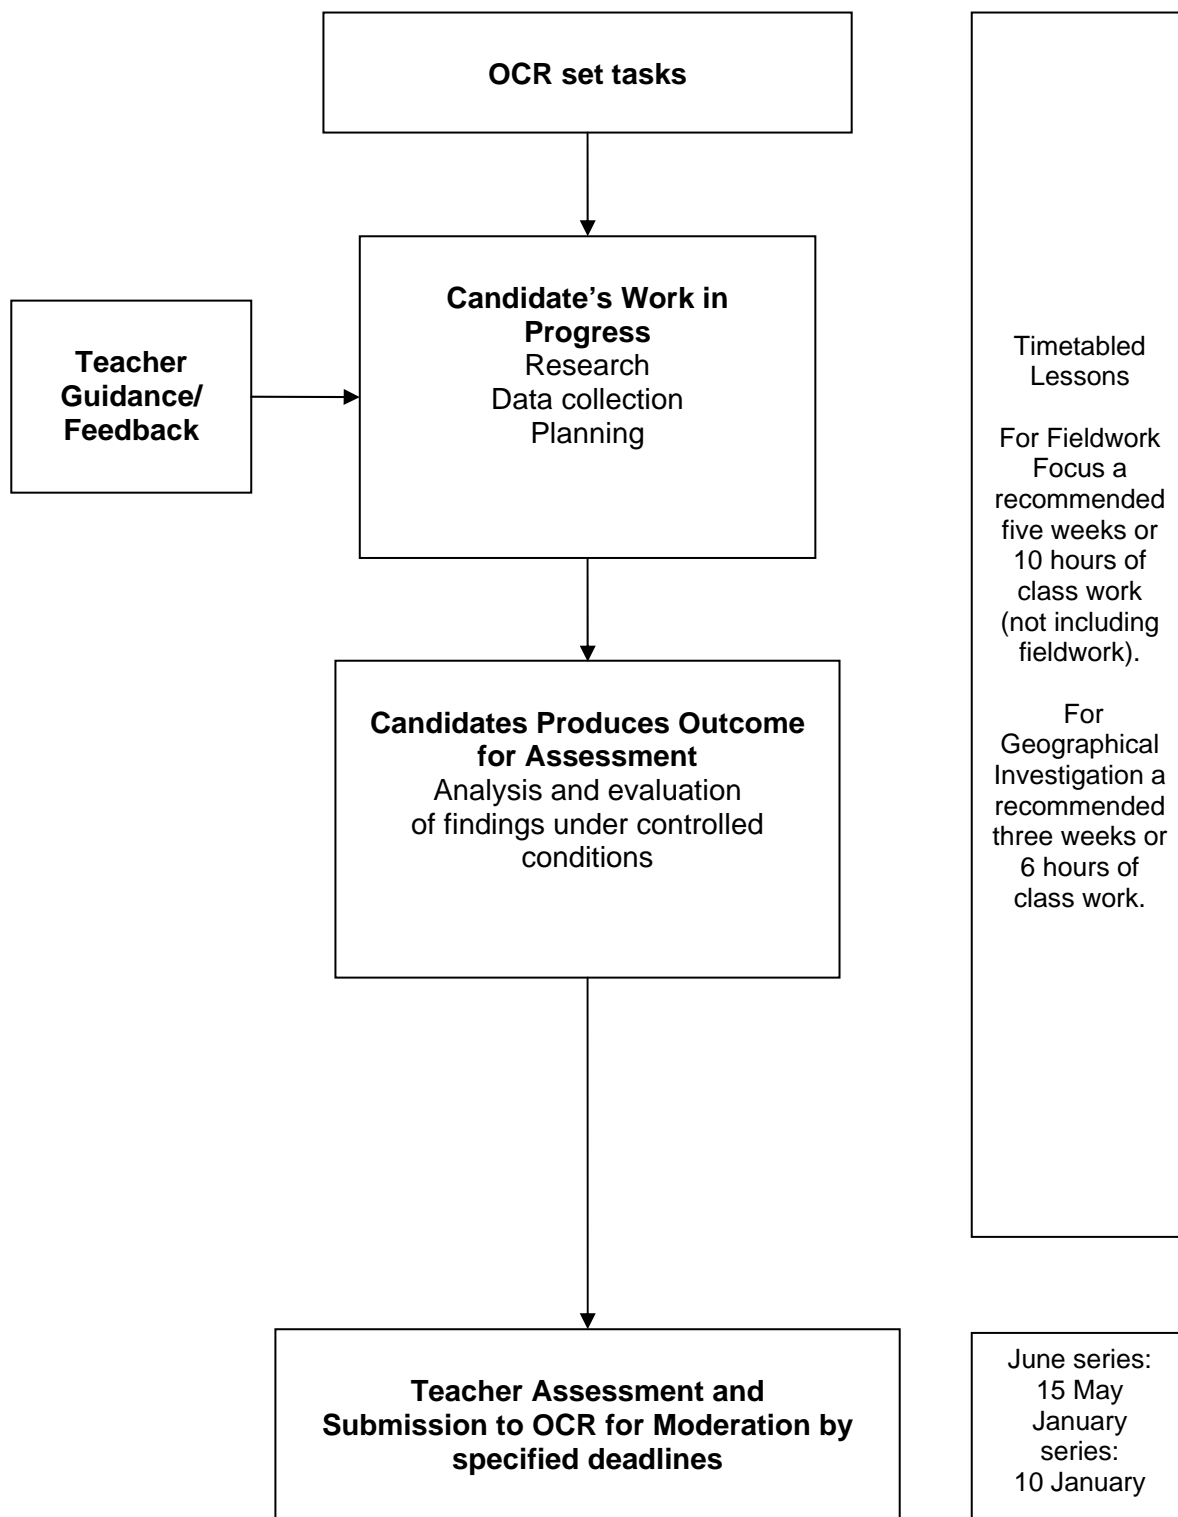 OCR set tasks
Candidate's Work in
Progress
Research
Data collection
Planning
Teacher
Guidance/
Feedback
Candidates Produces Outcome
for Assessment
Analysis and evaluation
of findings under controlled
conditions
Teacher Assessment and
Submission to OCR for Moderation by
specified deadlines
Timetabled
Lessons
For Fieldwork
Focus a
recommended
five weeks or
10 hours of
class work
(not including
fieldwork).
For
Geographical
Investigation a
recommended
three weeks or
6 hours of
class work.
June series:
15 May
January
series:
10 January